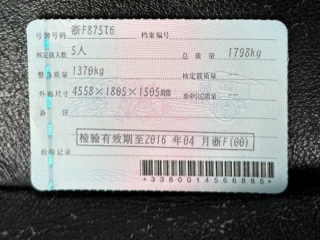 号牌号码 浙F875T6 档案编号
核定载人数 5人 总质量 1798kg
整备质量 1370kg 核定载质量 --
外廓尺寸 4558×1805×1505mm 准牵引总质量 --
备注
检验有效期至2016年04月浙F(00)
检验记录
*3380014566885*